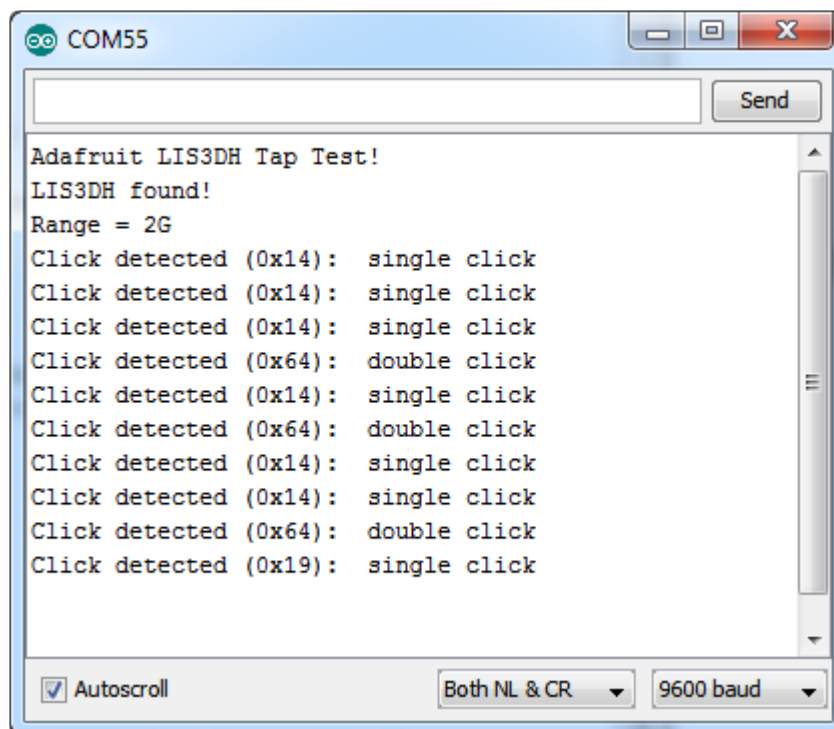 COM55
Send
Adafruit LIS3DH Tap Test!
LIS3DH found!
Range = 2G
Click detected (0x14):  single click
Click detected (0x14):  single click
Click detected (0x14):  single click
Click detected (0x64):  double click
Click detected (0x14):  single click
Click detected (0x64):  double click
Click detected (0x14):  single click
Click detected (0x14):  single click
Click detected (0x64):  double click
Click detected (0x19):  single click
Autoscroll Both NL & CR 9600 baud